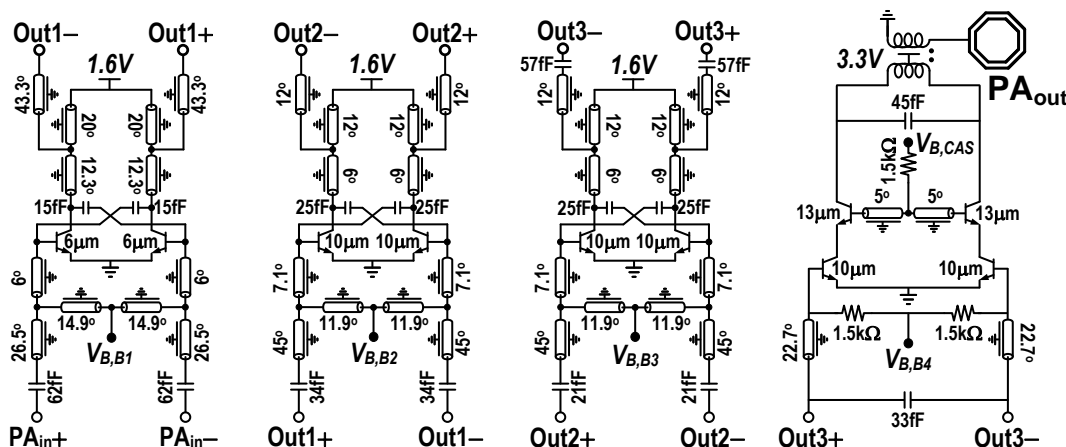 Out1− Out1+
1.6V
43.3° 43.3°
20° 20°
12.3° 12.3°
15fF 15fF
6μm 6μm
6° 6°
14.9° 14.9°
26.5° 26.5°
V_B,B1
62fF 62fF
PA_in+ PA_in−
Out2− Out2+
1.6V
12° 12°
12° 12°
6° 6°
25fF 25fF
10μm 10μm
7.1° 7.1°
11.9° 11.9°
45° 45°
V_B,B2
34fF 34fF
Out1+ Out1−
Out3− Out3+
57fF 57fF
1.6V
12° 12°
12° 12°
6° 6°
25fF 25fF
10μm 10μm
7.1° 7.1°
11.9° 11.9°
45° 45°
V_B,B3
21fF 21fF
Out2+ Out2−
3.3V
PA_out
45fF
V_B,CAS
1.5kΩ
5° 5°
13μm 13μm
10μm 10μm
1.5kΩ 1.5kΩ
22.7° 22.7°
V_B,B4
33fF
Out3+ Out3−